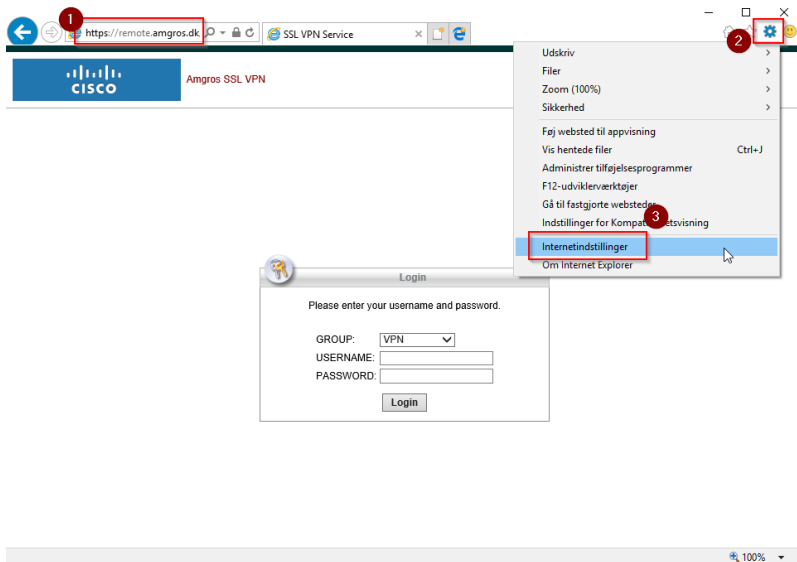 1
https://remote.amgros.dk
SSL VPN Service
2
CISCO
Amgros SSL VPN
Udskriv
Filer
Zoom (100%)
Sikkerhed
Føj websted til appvisning
Vis hentede filer Ctrl+J
Administrer tilføjelsesprogrammer
F12-udviklerværktøjer
Gå til fastgjorte websteder
3
Indstillinger for
Internetindstillinger
Om Internet Explorer
Login
Please enter your username and password.
GROUP: VPN
USERNAME:
PASSWORD:
Login
100%